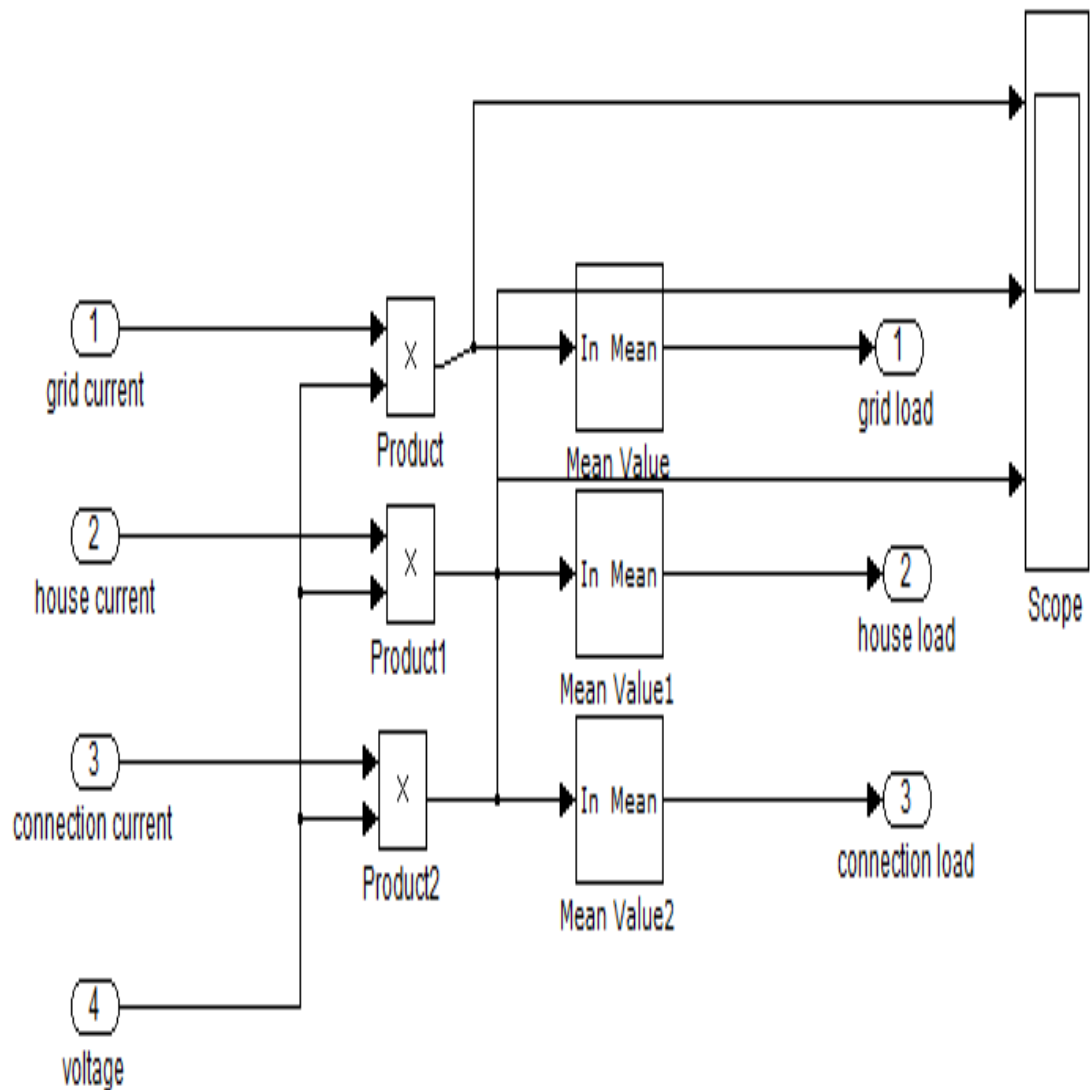 1
grid current
×
Product
In Mean
Mean Value
1
grid load
2
house current
×
Product1
In Mean
Mean Value1
2
house load
Scope
3
connection current
×
Product2
In Mean
Mean Value2
3
connection load
4
voltage